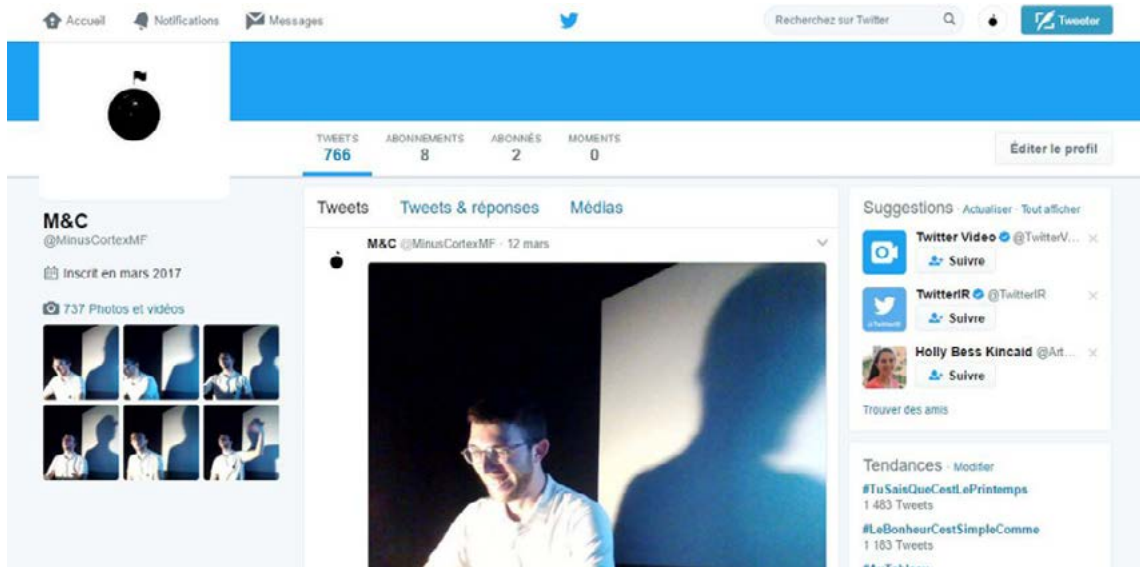 Accueil Notifications Messages Recherchez sur Twitter Tweeter
TWEETS ABONNEMENTS ABONNÉS MOMENTS
766 8 2 0
Éditer le profil
M&C
@MinusCortexMF
Inscrit en mars 2017
737 Photos et vidéos
Tweets Tweets & réponses Médias
M&C @MinusCortexMF · 12 mars
Suggestions · Actualiser · Tout afficher
Twitter Video @TwitterV...
Suivre
TwitterIR @TwitterIR
Suivre
Holly Bess Kincaid @Art...
Suivre
Trouver des amis
Tendances · Modifier
#TuSaisQueCestLePrintemps
1 483 Tweets
#LeBonheurCestSimpleComme
1 183 Tweets